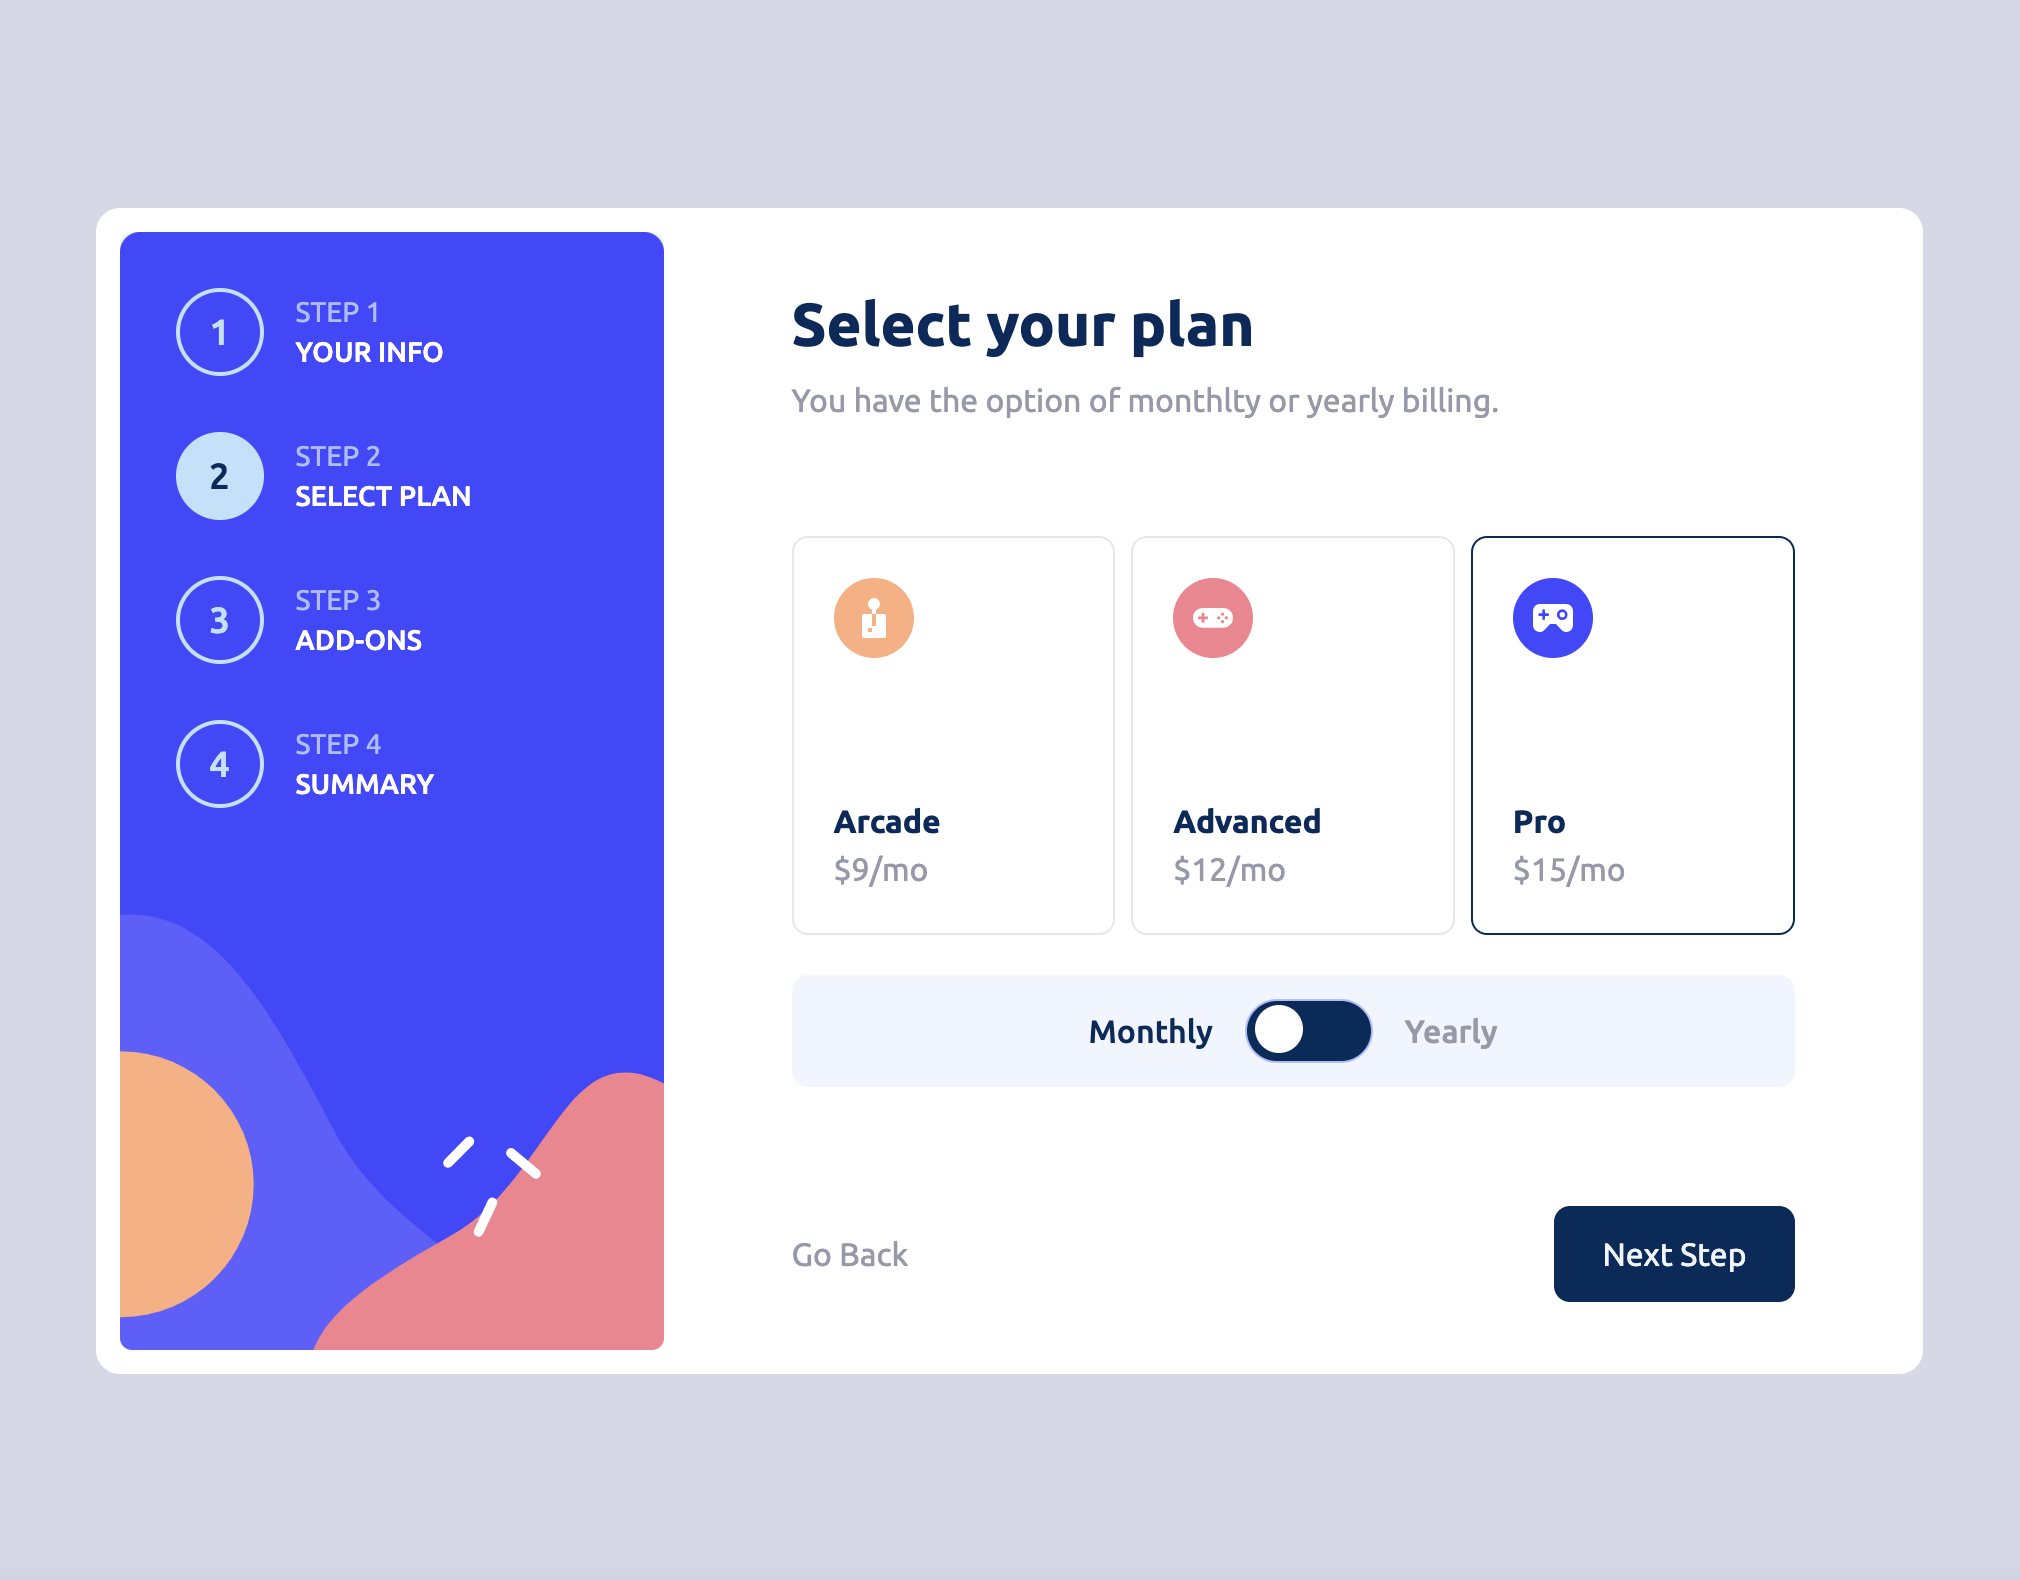 1
STEP 1
YOUR INFO
2
STEP 2
SELECT PLAN
3
STEP 3
ADD-ONS
4
STEP 4
SUMMARY
Select your plan
You have the option of monthlty or yearly billing.
Arcade
$9/mo
Advanced
$12/mo
Pro
$15/mo
Monthly
Yearly
Go Back
Next Step